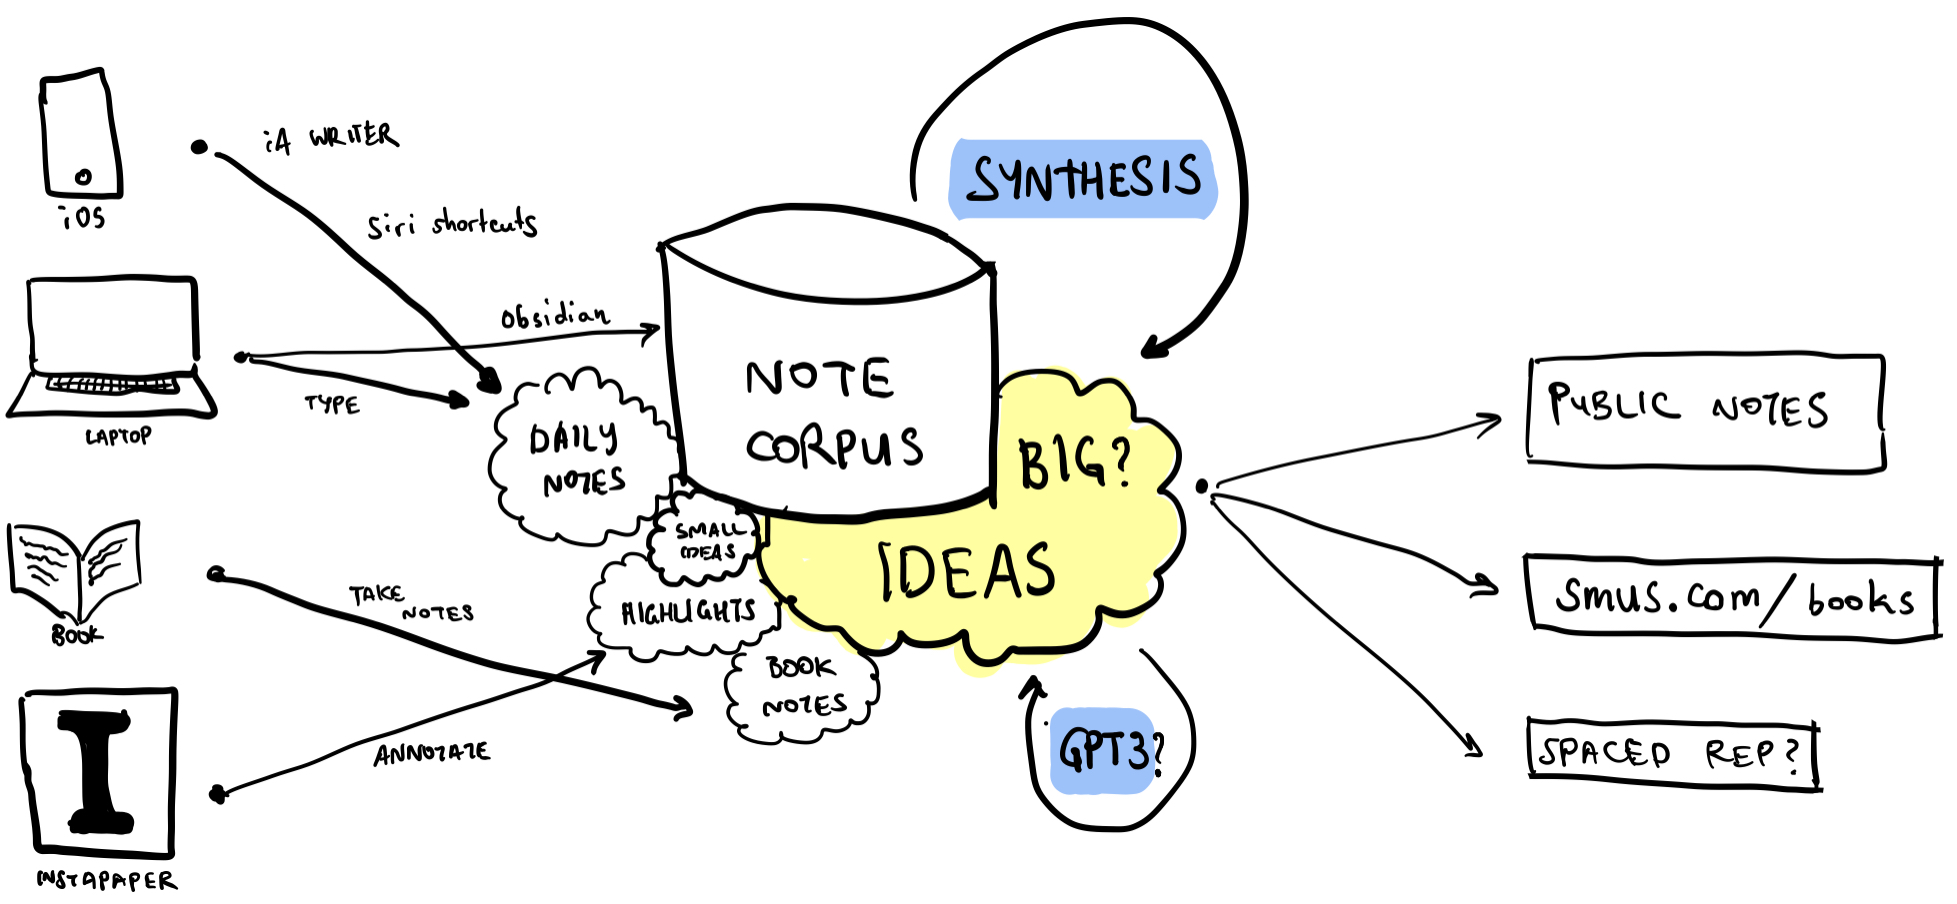 iOS
iA WRITER
Siri shortcuts
LAPTOP
Obsidian
TYPE
BOOK
TAKE
NOTES
I
INSTAPAPER
ANNOTATE
DAILY
NOTES
SMALL
IDEAS
HIGHLIGHTS
BOOK
NOTES
NOTE
CORPUS
SYNTHESIS
BIG?
IDEAS
GPT3?
PUBLIC NOTES
smus.com/books
SPACED REP?